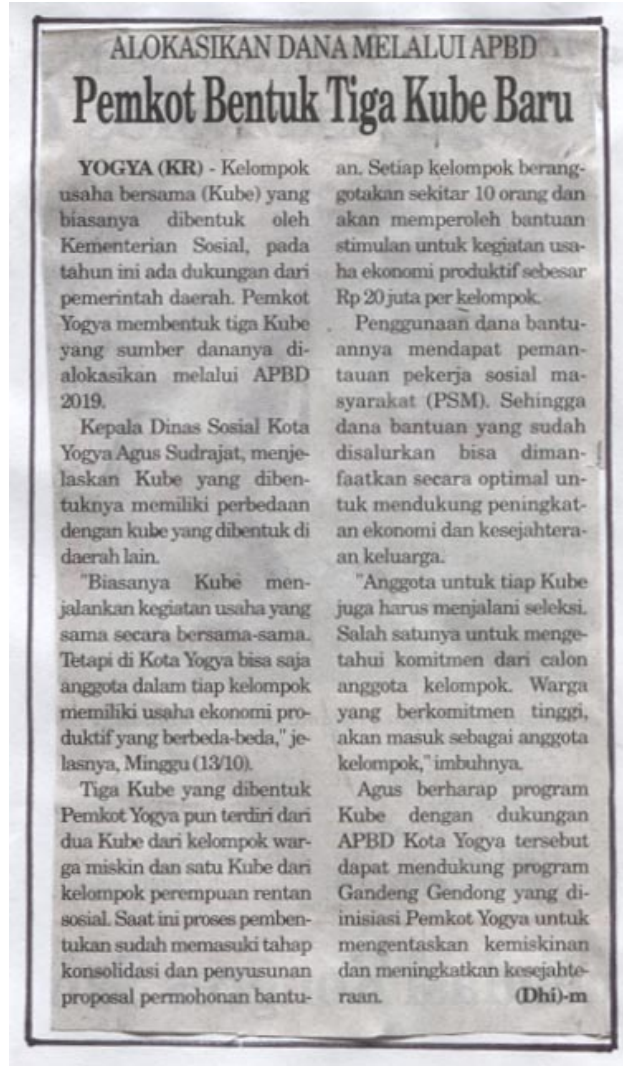 ALOKASIKAN DANA MELALUI APBD
Pemkot Bentuk Tiga Kube Baru
YOGYA (KR) - Kelompok
usaha bersama (Kube) yang
biasanya dibentuk oleh
Kementerian Sosial, pada
tahun ini ada dukungan dari
pemerintah daerah. Pemkot
Yogya membentuk tiga Kube
yang sumber dananya di-
alokasikan melalui APBD
2019.
Kepala Dinas Sosial Kota
Yogya Agus Sudrajat, menje-
laskan Kube yang diben-
tuknya memiliki perbedaan
dengan kube yang dibentuk di
daerah lain.
"Biasanya Kube men-
jalankan kegiatan usaha yang
sama secara bersama-sama.
Tetapi di Kota Yogya bisa saja
anggota dalam tiap kelompok
memiliki usaha ekonomi pro-
duktif yang berbeda-beda," je-
lasnya, Minggu (13/10).
Tiga Kube yang dibentuk
Pemkot Yogya pun terdiri dari
dua Kube dari kelompok war-
ga miskin dan satu Kube dari
kelompok perempuan rentan
sosial. Saat ini proses pemben-
tukan sudah memasuki tahap
konsolidasi dan penyusunan
proposal permohonan bantu-
an. Setiap kelompok berang-
gotakan sekitar 10 orang dan
akan memperoleh bantuan
stimulan untuk kegiatan usa-
ha ekonomi produktif sebesar
Rp 20 juta per kelompok.
Penggunaan dana bantu-
annya mendapat peman-
tauan pekerja sosial ma-
syarakat (PSM). Sehingga
dana bantuan yang sudah
disalurkan bisa diman-
faatkan secara optimal un-
tuk mendukung peningkat-
an ekonomi dan kesejahtera-
an keluarga.
"Anggota untuk tiap Kube
juga harus menjalani seleksi.
Salah satunya untuk menge-
tahui komitmen dari calon
anggota kelompok. Warga
yang berkomitmen tinggi,
akan masuk sebagai anggota
kelompok," imbuhnya.
Agus berharap program
Kube dengan dukungan
APBD Kota Yogya tersebut
dapat mendukung program
Gandeng Gendong yang di-
inisiasi Pemkot Yogya untuk
mengentaskan kemiskinan
dan meningkatkan kesejahte-
raan. (Dhi)-m